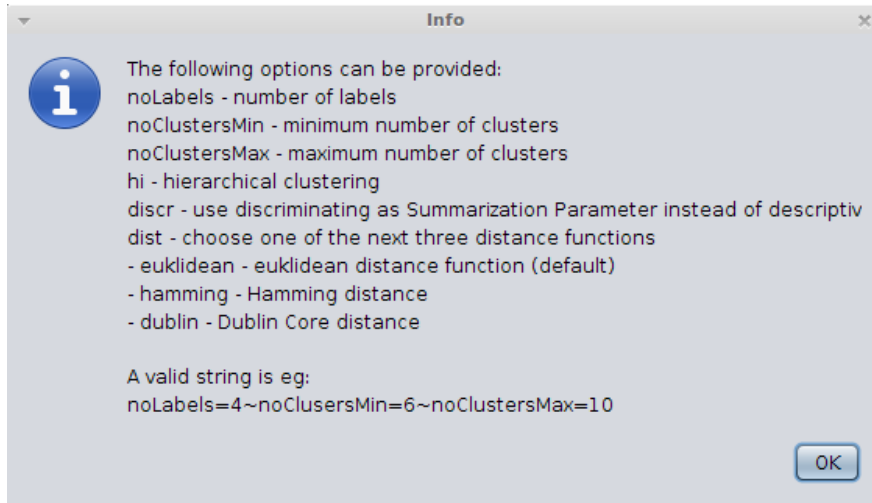 Info
The following options can be provided:
noLabels - number of labels
noClustersMin - minimum number of clusters
noClustersMax - maximum number of clusters
hi - hierarchical clustering
discr - use discriminating as Summarization Parameter instead of descriptiv
dist - choose one of the next three distance functions
- euklidean - euklidean distance function (default)
- hamming - Hamming distance
- dublin - Dublin Core distance
A valid string is eg:
noLabels=4~noClusersMin=6~noClustersMax=10
OK